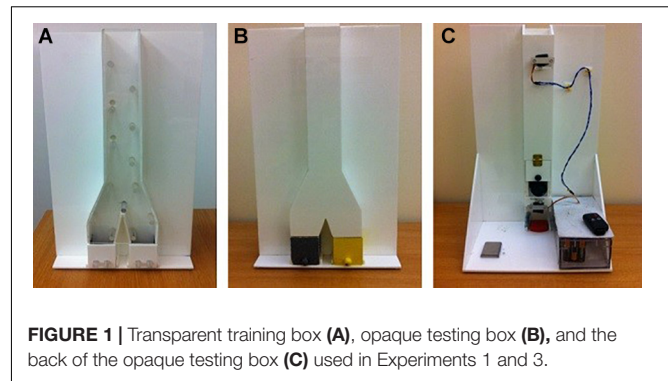 A
B
C
FIGURE 1 | Transparent training box (A), opaque testing box (B), and the
back of the opaque testing box (C) used in Experiments 1 and 3.